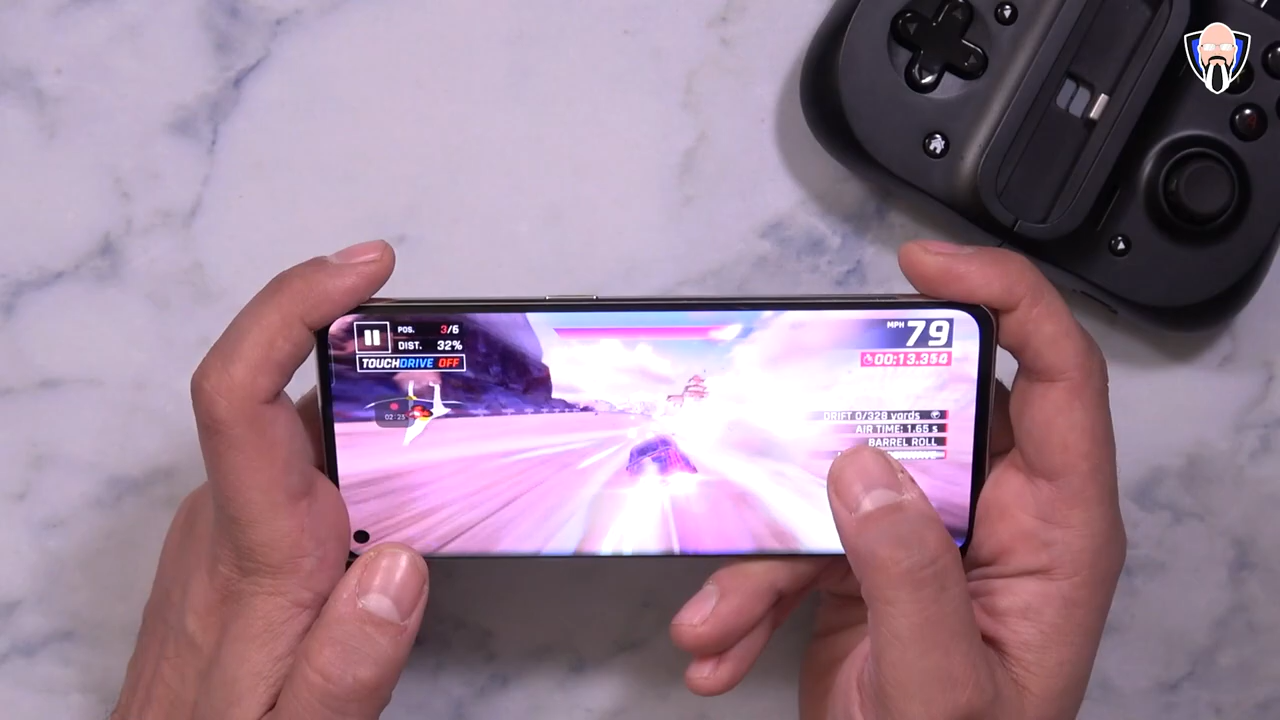 POS. 3/6
DIST. 32%
TOUCHDRIVE OFF
02:25
MPH 79
00:13.354
DRIFT 0/328 yards
AIR TIME: 1.65 s
BARREL ROLL
A